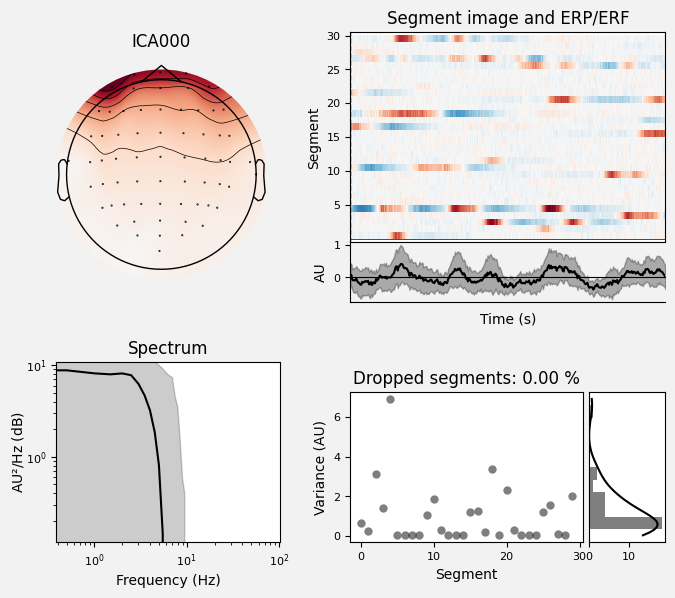 ICA000
Segment image and ERP/ERF
Segment
30
25
20
15
10
5
AU
1
0
Time (s)
Spectrum
AU²/Hz (dB)
10¹
10⁰
10⁰
10¹
10²
Frequency (Hz)
Dropped segments: 0.00 %
Variance (AU)
6
4
2
0
0
10
20
30
0
10
Segment